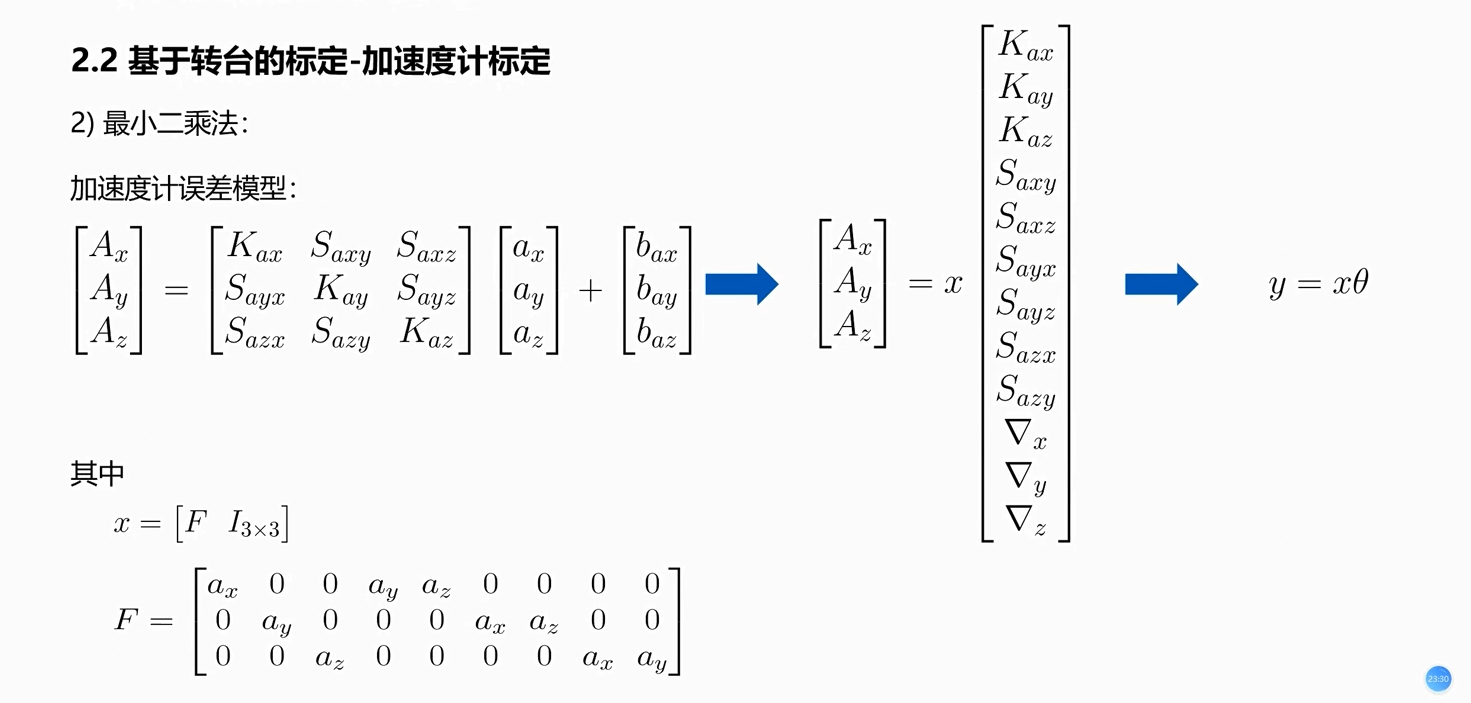 2.2 基于转台的标定-加速度计标定
2) 最小二乘法：
加速度计误差模型：
\begin{bmatrix} A_x \\ A_y \\ A_z \end{bmatrix} = \begin{bmatrix} K_{ax} & S_{axy} & S_{axz} \\ S_{ayx} & K_{ay} & S_{ayz} \\ S_{azx} & S_{azy} & K_{az} \end{bmatrix} \begin{bmatrix} a_x \\ a_y \\ a_z \end{bmatrix} + \begin{bmatrix} b_{ax} \\ b_{ay} \\ b_{az} \end{bmatrix}
\begin{bmatrix} A_x \\ A_y \\ A_z \end{bmatrix} = x \begin{bmatrix} K_{ax} \\ K_{ay} \\ K_{az} \\ S_{axy} \\ S_{axz} \\ S_{ayx} \\ S_{ayz} \\ S_{azx} \\ S_{azy} \\ \nabla_x \\ \nabla_y \\ \nabla_z \end{bmatrix}
y = x\theta
其中
x = \begin{bmatrix} F & I_{3 \times 3} \end{bmatrix}
F = \begin{bmatrix} a_x & 0 & 0 & a_y & a_z & 0 & 0 & 0 & 0 \\ 0 & a_y & 0 & 0 & 0 & a_x & a_z & 0 & 0 \\ 0 & 0 & a_z & 0 & 0 & 0 & 0 & a_x & a_y \end{bmatrix}
23:30